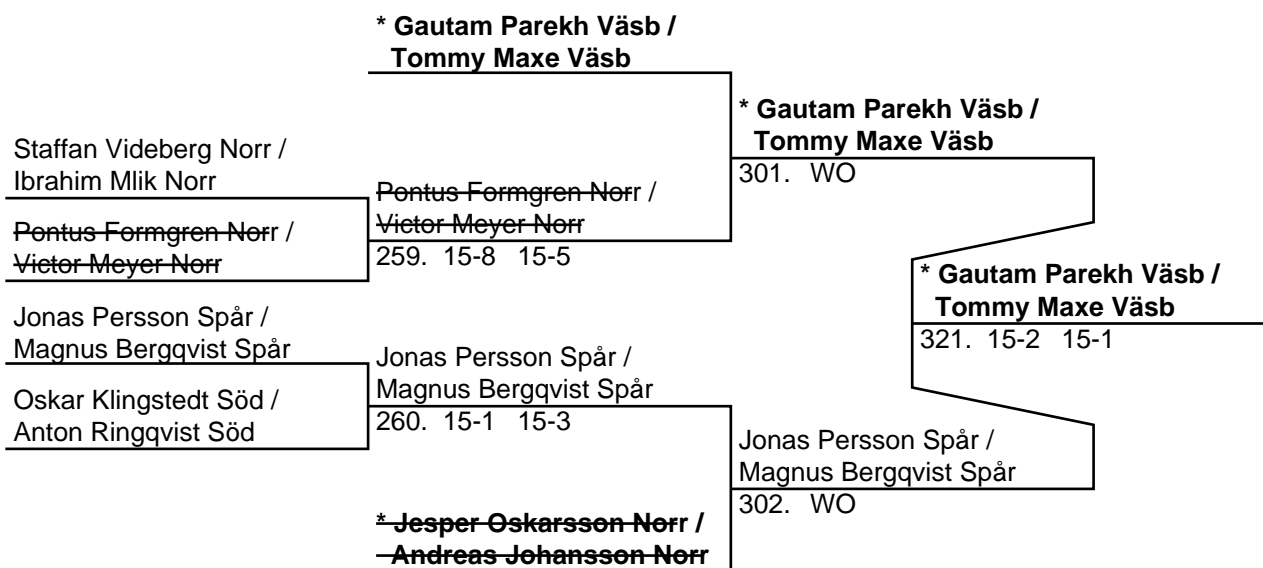 * Gautam Parekh Väsb /
Tommy Maxe Väsb
* Gautam Parekh Väsb /
Tommy Maxe Väsb
301. WO
Staffan Videberg Norr /
Ibrahim Mlik Norr
Pontus Formgren Norr /
Victor Meyer Norr
259. 15-8 15-5
Pontus Formgren Norr /
Victor Meyer Norr
* Gautam Parekh Väsb /
Tommy Maxe Väsb
321. 15-2 15-1
Jonas Persson Spår /
Magnus Bergqvist Spår
Jonas Persson Spår /
Magnus Bergqvist Spår
260. 15-1 15-3
Oskar Klingstedt Söd /
Anton Ringqvist Söd
Jonas Persson Spår /
Magnus Bergqvist Spår
302. WO
* Jesper Oskarsson Norr /
Andreas Johansson Norr